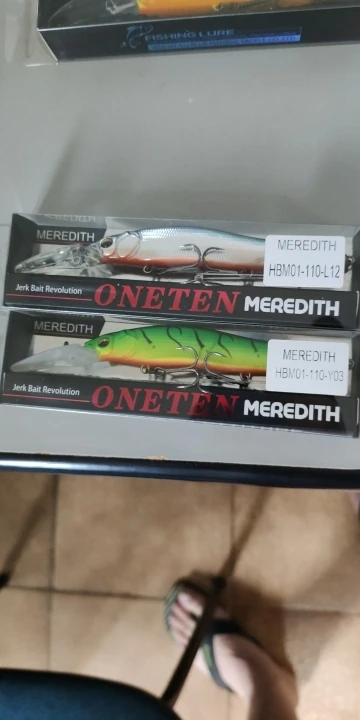 FISHING LURE
MEREDITH
MEREDITH
HBM01-110-L12
Jerk Bait Revolution ONETEN MEREDITH
MEREDITH
MEREDITH
HBM01-110-Y03
Jerk Bait Revolution ONETEN MEREDITH